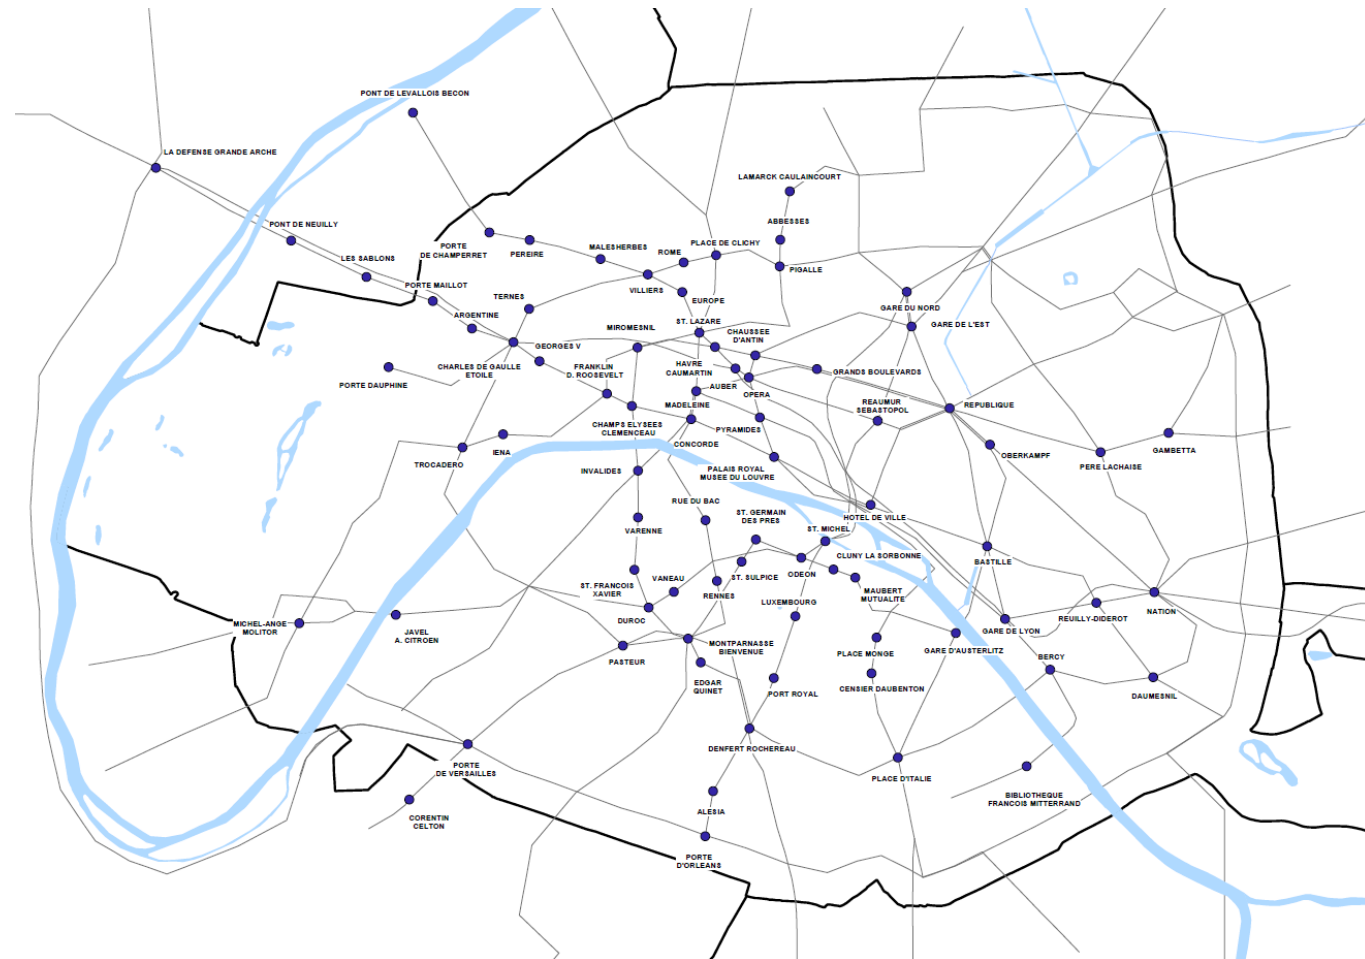 PONT DE LEVALLOIS BECON
LA DEFENSE GRANDE ARCHE
LAMARCK CAULAINCOURT
ABBESSES
PONT DE NEUILLY
PORTE
DE CHAMPERRET
PEREIRE
MALESHERBES
ROME
PLACE DE CLICHY
LES SABLONS
PIGALLE
PORTE MAILLOT
TERNES
VILLIERS
EUROPE
GARE DU NORD
ARGENTINE
MIROMESNIL
ST. LAZARE
CHAUSSEE
D'ANTIN
GARE DE L'EST
GEORGES V
CHARLES DE GAULLE
ETOILE
FRANKLIN
D. ROOSEVELT
HAVRE
CAUMARTIN
GRANDS BOULEVARDS
PORTE DAUPHINE
AUBER
OPERA
MADELEINE
REAUMUR
SEBASTOPOL
REPUBLIQUE
CHAMPS ELYSEES
CLEMENCEAU
PYRAMIDES
CONCORDE
IENA
TROCADERO
OBERKAMPF
GAMBETTA
PERE LACHAISE
INVALIDES
PALAIS ROYAL
MUSEE DU LOUVRE
RUE DU BAC
ST. GERMAIN
DES PRES
HOTEL DE VILLE
VARENNE
ST. MICHEL
CLUNY LA SORBONNE
BASTILLE
ST. FRANCOIS
XAVIER
VANEAU
ST. SULPICE
ODEON
RENNES
MAUBERT
MUTUALITE
LUXEMBOURG
DUROC
NATION
REUILLY-DIDEROT
MICHEL-ANGE
MOLITOR
JAVEL
A. CITROEN
GARE DE LYON
PASTEUR
MONTPARNASSE
BIENVENUE
PLACE MONGE
GARE D'AUSTERLITZ
BERCY
EDGAR
QUINET
PORT ROYAL
CENSIER DAUBENTON
DAUMESNIL
DENFERT ROCHEREAU
PORTE
DE VERSAILLES
PLACE D'ITALIE
BIBLIOTHEQUE
FRANCOIS MITTERRAND
ALESIA
CORENTIN
CELTON
PORTE
D'ORLEANS